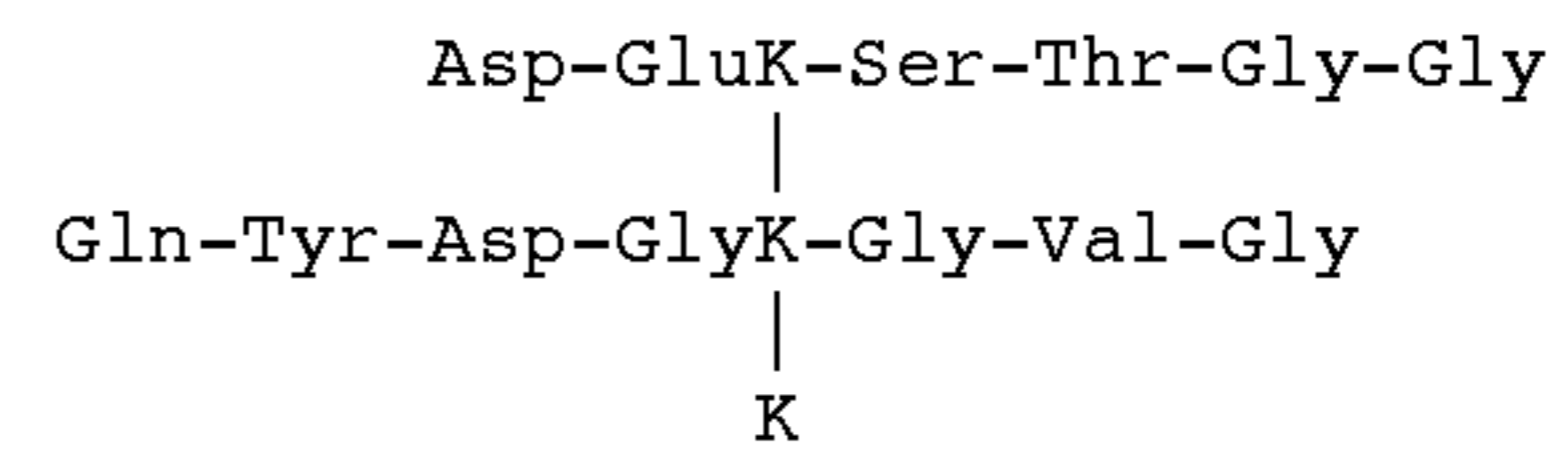 Asp-GluK-Ser-Thr-Gly-Gly
|
Gln-Tyr-Asp-GlyK-Gly-Val-Gly
|
K